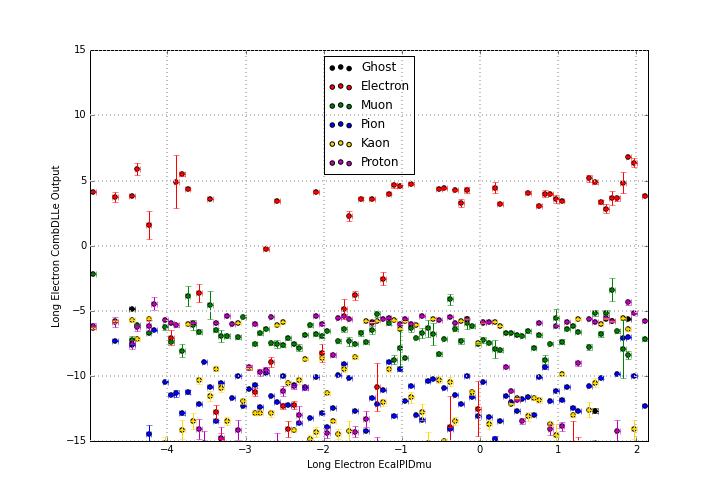 15
10
5
0
−5
−10
−15
Long Electron CombDLLe Output
Ghost
Electron
Muon
Pion
Kaon
Proton
−4
−3
−2
−1
0
1
2
Long Electron EcalPIDmu